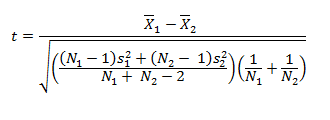 t = (X̅₁ − X̅₂) / √( ( ((N₁ − 1)s₁² + (N₂ − 1)s₂²) / (N₁ + N₂ − 2) ) ( 1/N₁ + 1/N₂ ) )